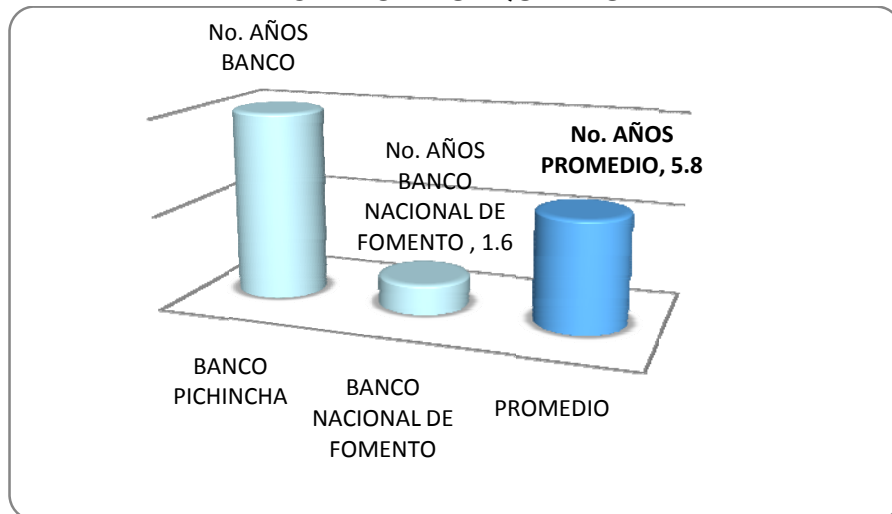 No. AÑOS
BANCO
No. AÑOS
BANCO
NACIONAL DE
FOMENTO , 1.6
No. AÑOS
PROMEDIO, 5.8
BANCO
PICHINCHA
BANCO
NACIONAL DE
FOMENTO
PROMEDIO